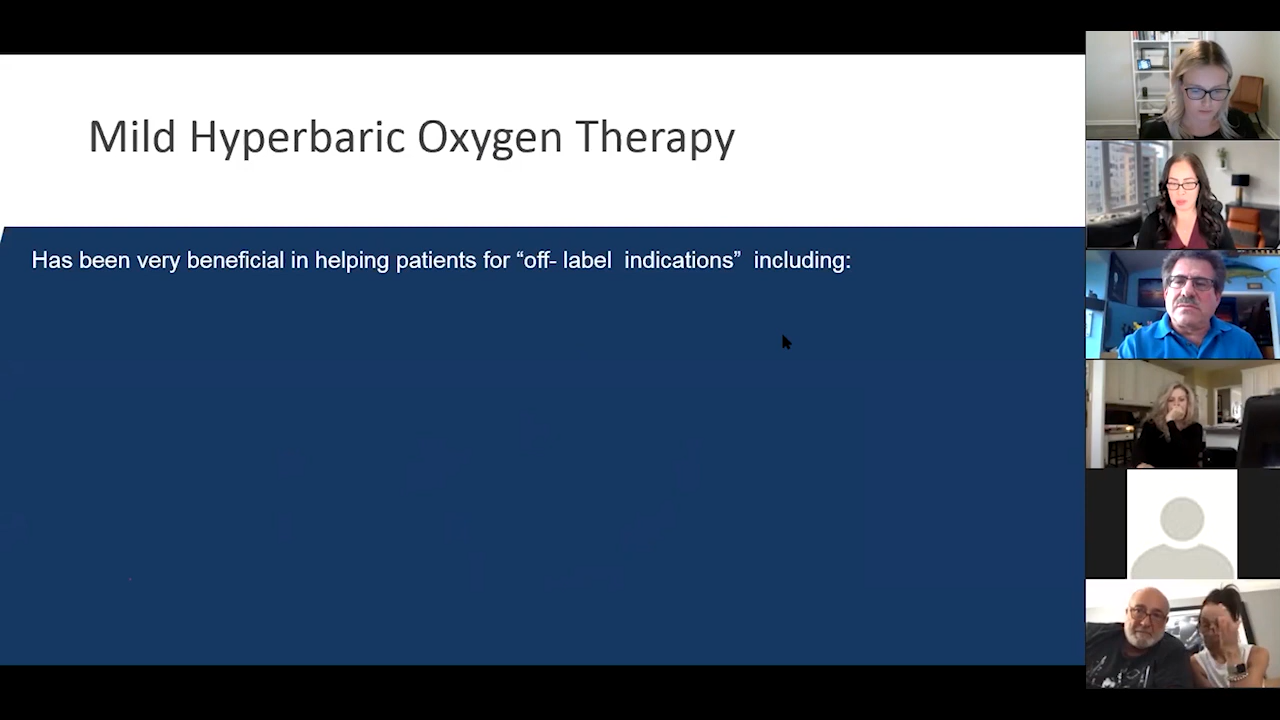 Mild Hyperbaric Oxygen Therapy
Has been very beneficial in helping patients for “off- label  indications”  including: